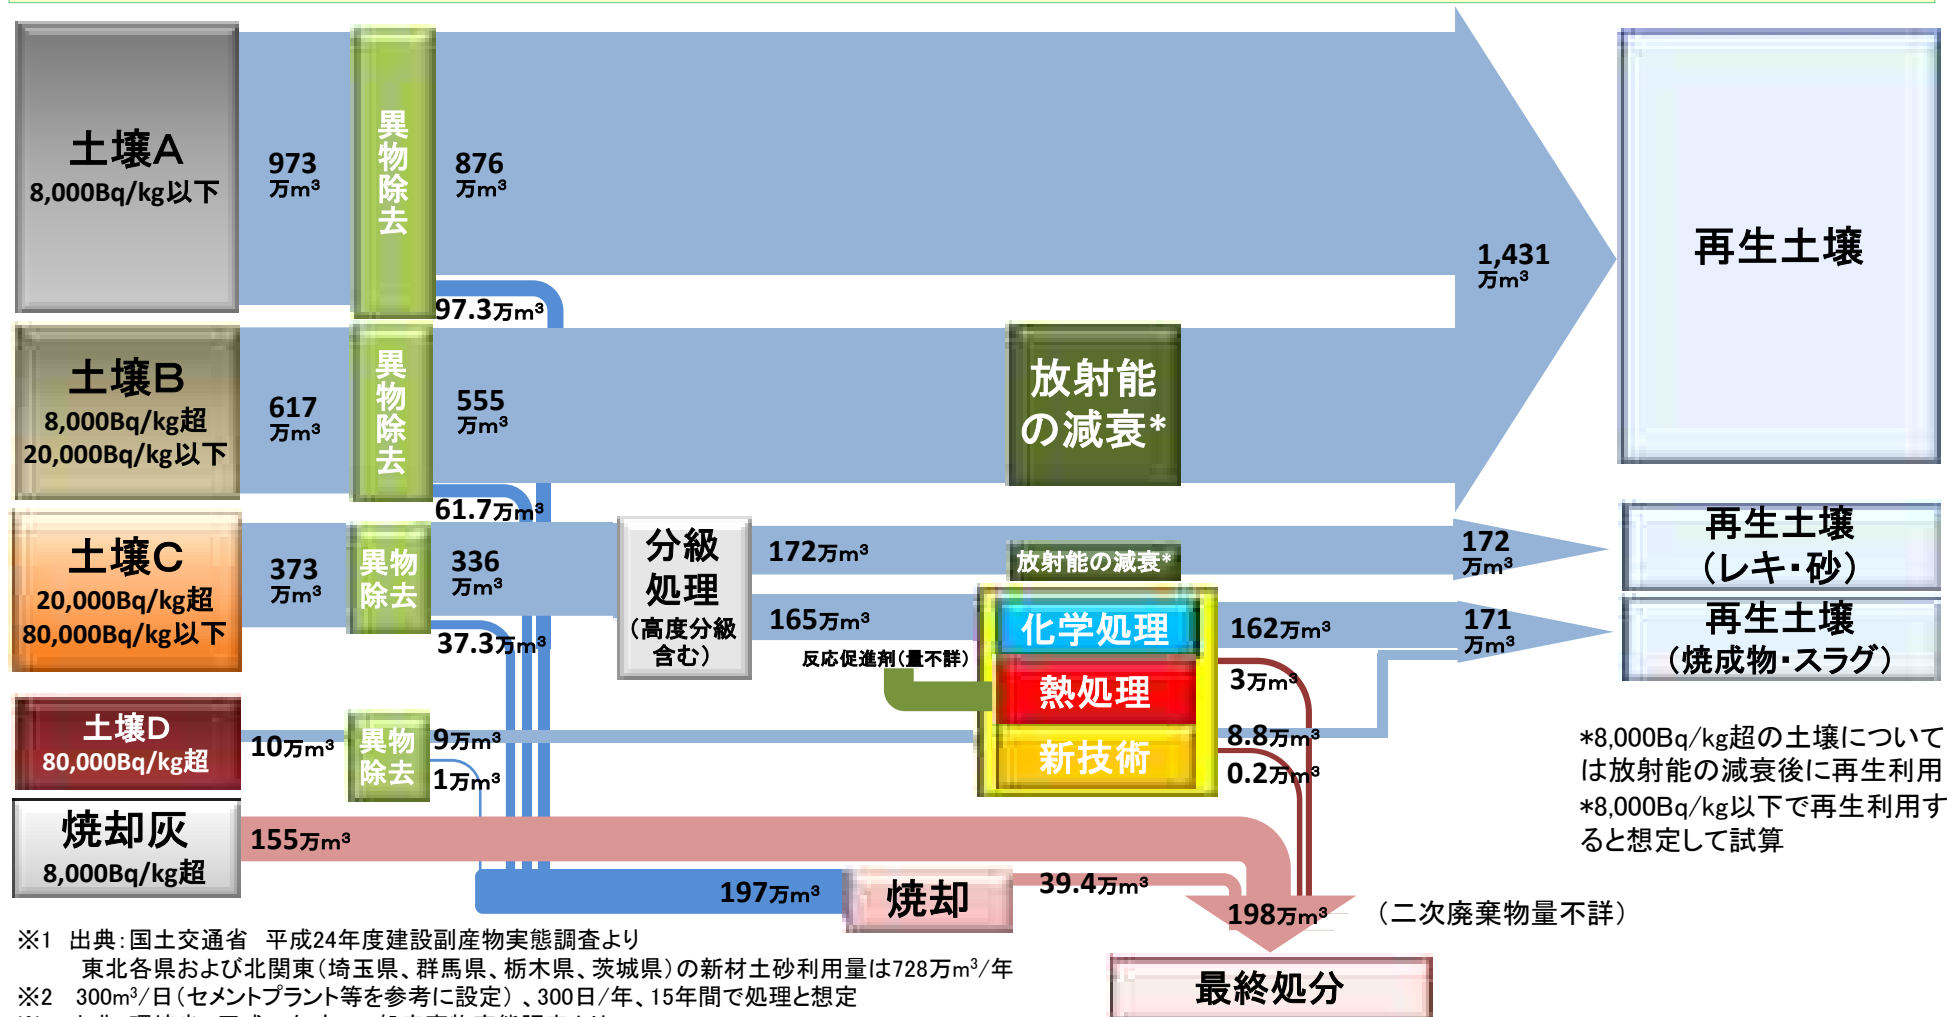 土壌A
8,000Bq/kg以下
973
万m³
異物除去
876
万m³
97.3万m³
1,431
万m³
再生土壌
土壌B
8,000Bq/kg超
20,000Bq/kg以下
617
万m³
異物除去
555
万m³
61.7万m³
放射能
の減衰*
土壌C
20,000Bq/kg超
80,000Bq/kg以下
373
万m³
異物
除去
336
万m³
37.3万m³
分級
処理
(高度分級
含む)
172万m³
放射能の減衰*
172
万m³
再生土壌
(レキ・砂)
165万m³
反応促進剤(量不詳)
化学処理
熱処理
新技術
162万m³
3万m³
8.8万m³
0.2万m³
171
万m³
再生土壌
(焼成物・スラグ)
土壌D
80,000Bq/kg超
10万m³
異物
除去
9万m³
1万m³
*8,000Bq/kg超の土壌について
は放射能の減衰後に再生利用
*8,000Bq/kg以下で再生利用す
ると想定して試算
焼却灰
8,000Bq/kg超
155万m³
197万m³
焼却
39.4万m³
198万m³
(二次廃棄物量不詳)
最終処分
※1 出典:国土交通省 平成24年度建設副産物実態調査より
東北各県および北関東(埼玉県、群馬県、栃木県、茨城県)の新材土砂利用量は728万m³/年
※2 300m³/日(セメントプラント等を参考に設定)、300日/年、15年間で処理と想定